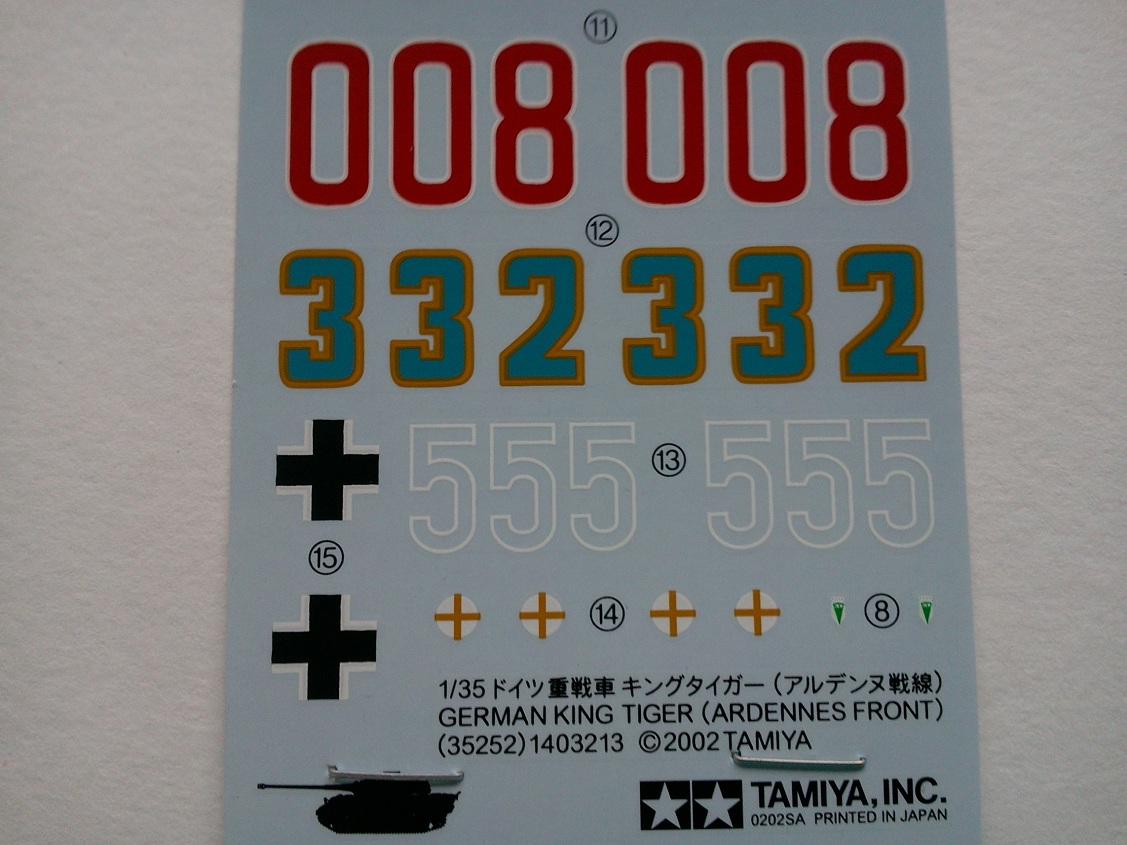 ⑪
008 008
⑫
332 332
555 ⑬ 555
⑮
⑭ ⑧
1/35ドイツ重戦車 キングタイガー（アルデンヌ戦線）
GERMAN KING TIGER (ARDENNES FRONT)
(35252)1403213 ©2002 TAMIYA
TAMIYA, INC.
0202SA PRINTED IN JAPAN